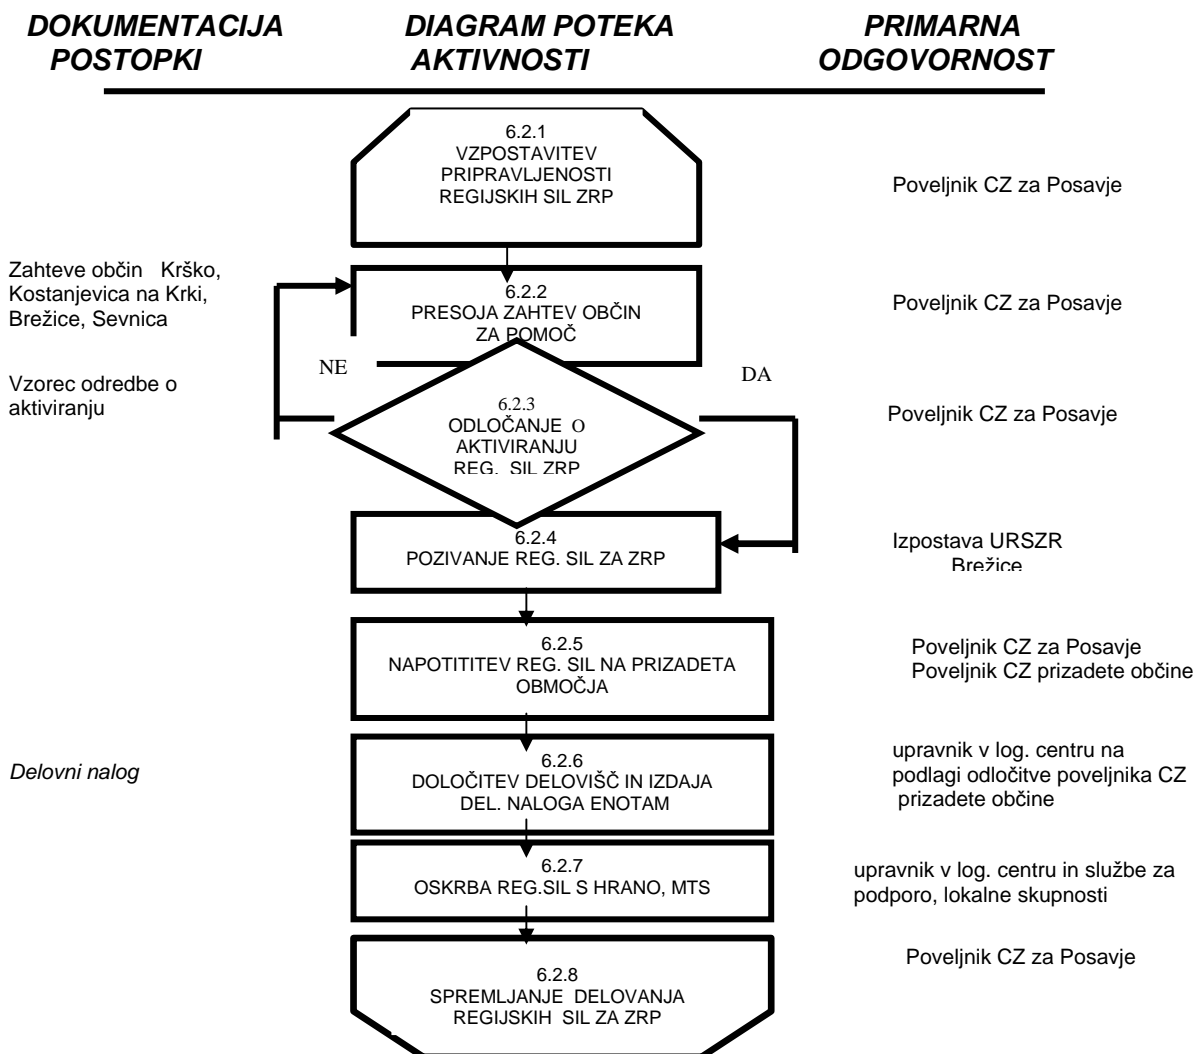 DOKUMENTACIJA
POSTOPKI
DIAGRAM POTEKA
AKTIVNOSTI
PRIMARNA
ODGOVORNOST
6.2.1
VZPOSTAVITEV
PRIPRAVLJENOSTI
REGIJSKIH SIL ZRP
Poveljnik CZ za Posavje
Zahteve občin Krško,
Kostanjevica na Krki,
Brežice, Sevnica
6.2.2
PRESOJA ZAHTEV OBČIN
ZA POMOČ
Poveljnik CZ za Posavje
NE
DA
Vzorec odredbe o
aktiviranju
6.2.3
ODLOČANJE O
AKTIVIRANJU
REG. SIL ZRP
Poveljnik CZ za Posavje
6.2.4
POZIVANJE REG. SIL ZA ZRP
Izpostava URSZR
Brežice
6.2.5
NAPOTITITEV REG. SIL NA PRIZADETA
OBMOČJA
Poveljnik CZ za Posavje
Poveljnik CZ prizadete občine
Delovni nalog
6.2.6
DOLOČITEV DELOVIŠČ IN IZDAJA
DEL. NALOGA ENOTAM
upravnik v log. centru na
podlagi odločitve poveljnika CZ
prizadete občine
6.2.7
OSKRBA REG.SIL S HRANO, MTS
upravnik v log. centru in službe za
podporo, lokalne skupnosti
6.2.8
SPREMLJANJE DELOVANJA
REGIJSKIH SIL ZA ZRP
Poveljnik CZ za Posavje